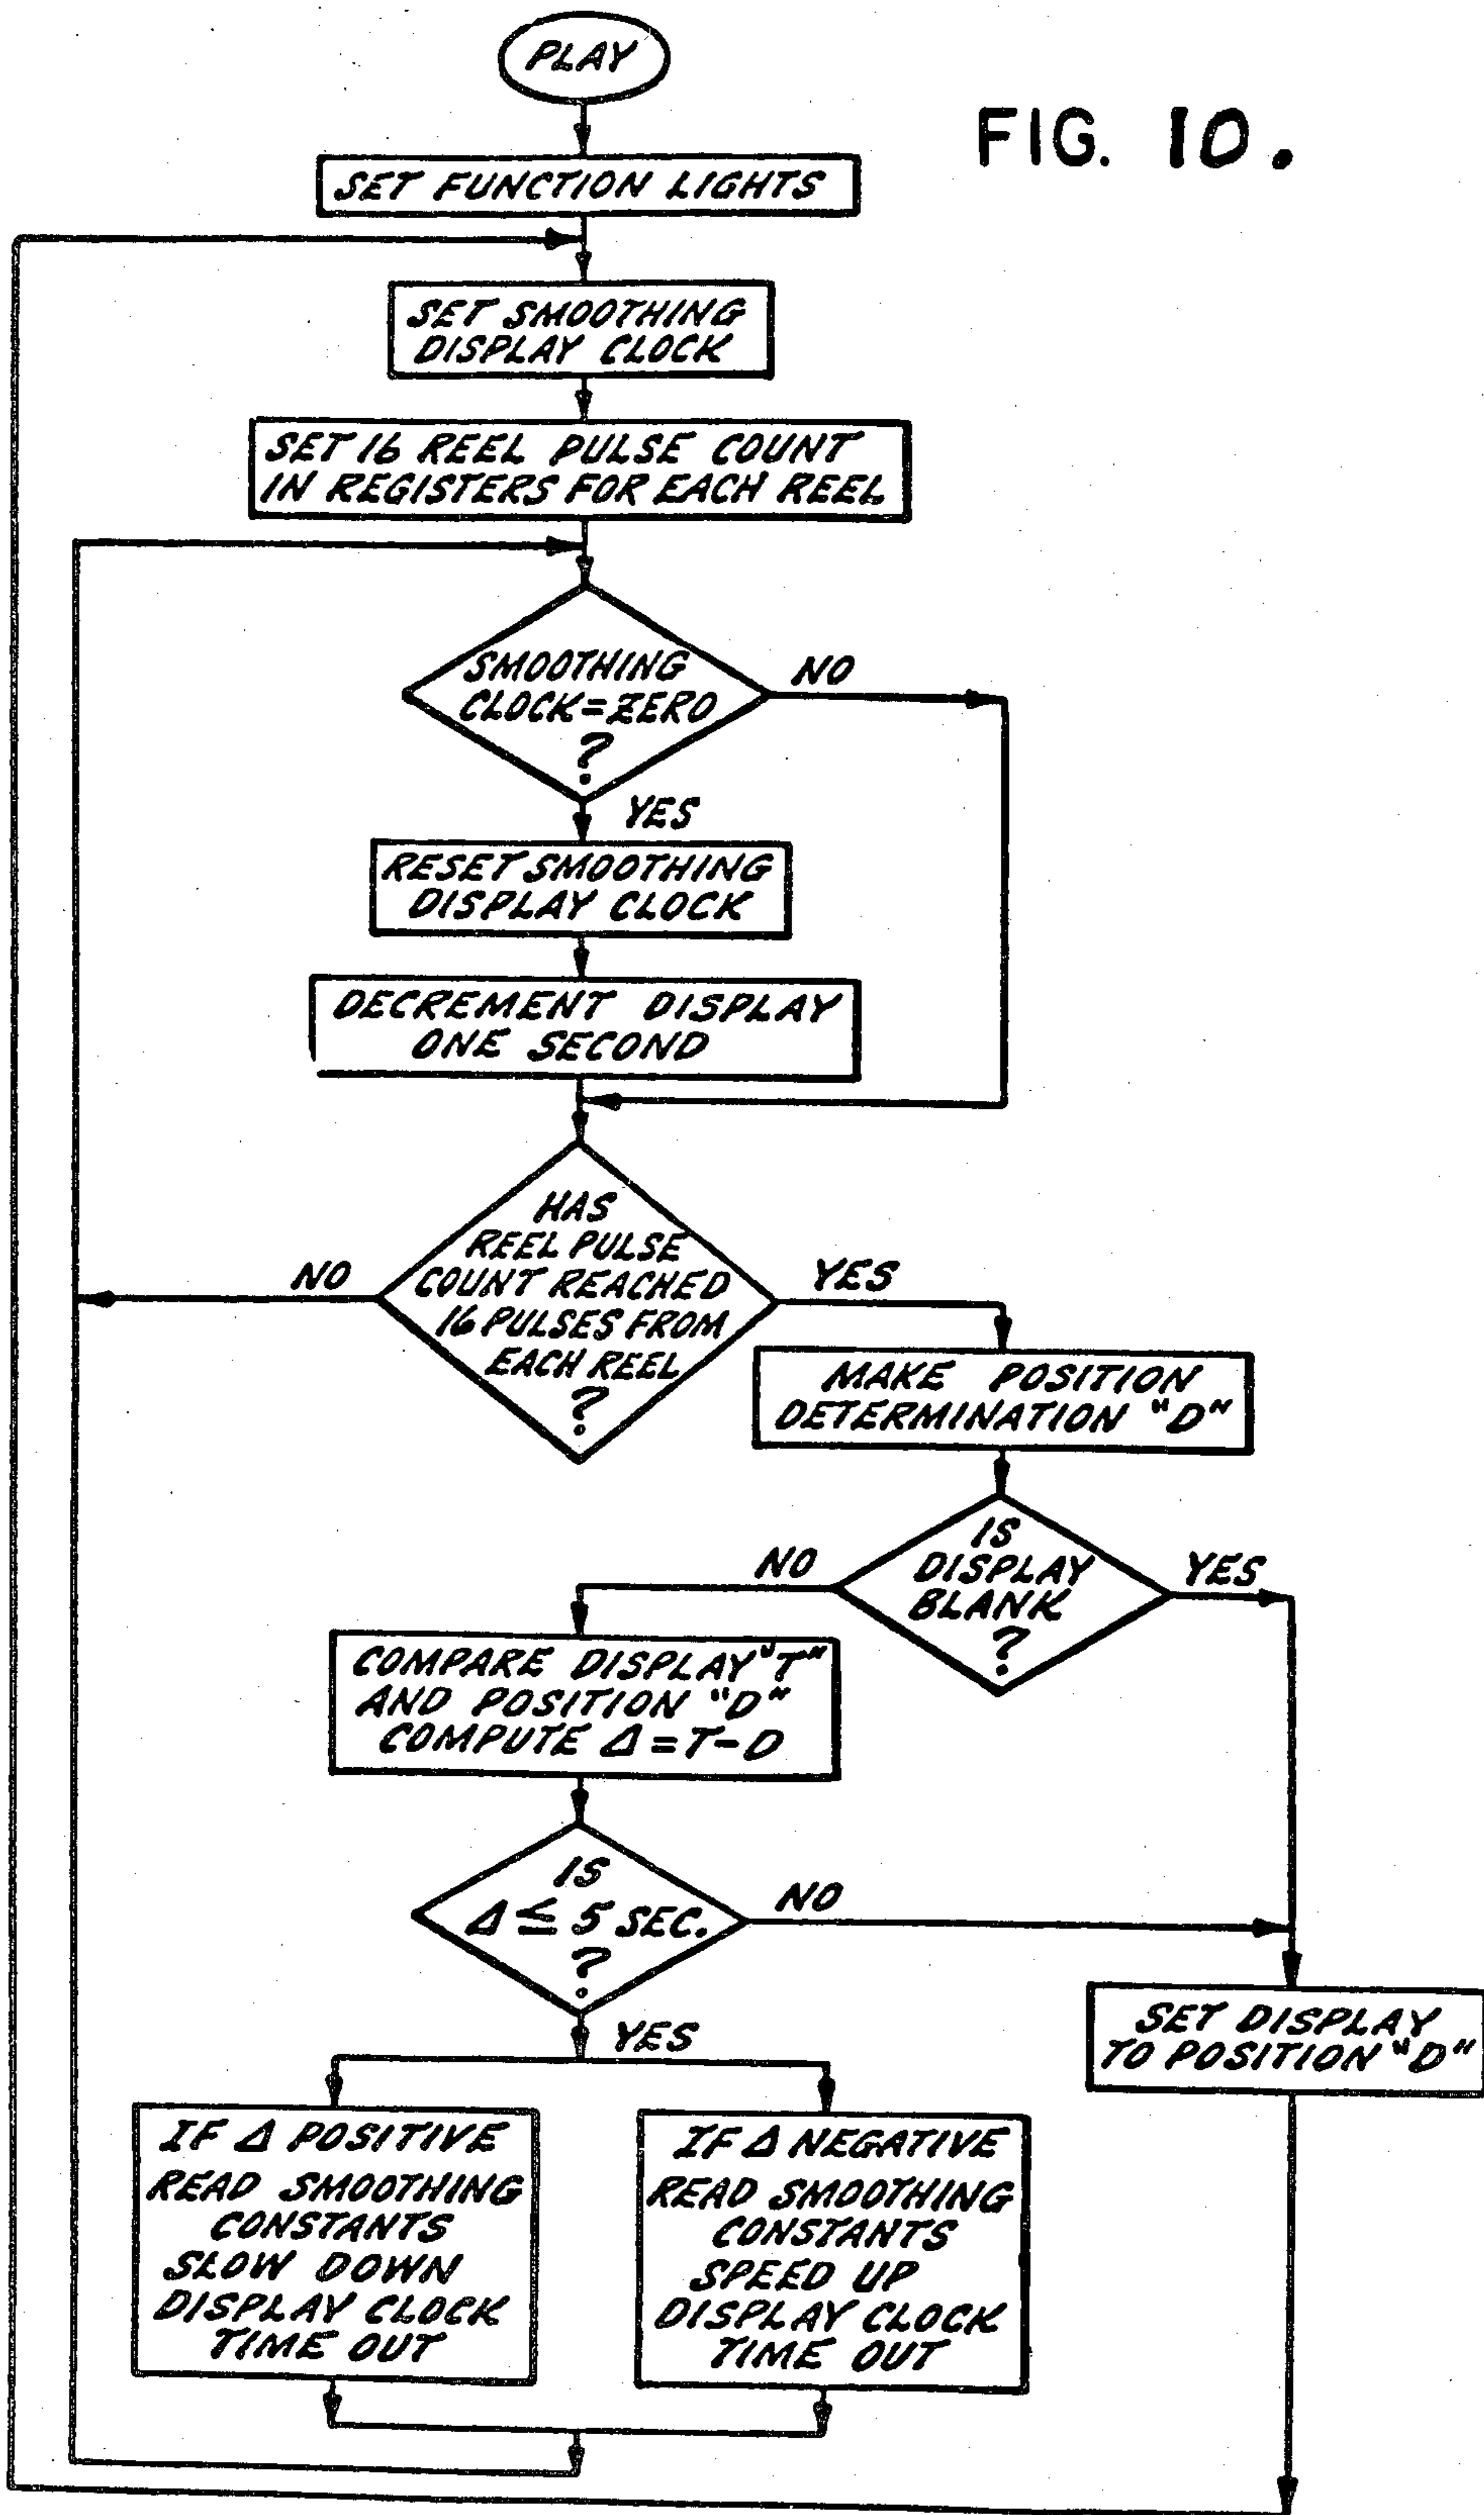 PLAY
FIG. 10.
SET FUNCTION LIGHTS
SET SMOOTHING
DISPLAY CLOCK
SET 16 REEL PULSE COUNT
IN REGISTERS FOR EACH REEL
SMOOTHING
CLOCK=ZERO
?
NO
YES
RESET SMOOTHING
DISPLAY CLOCK
DECREMENT DISPLAY
ONE SECOND
HAS
REEL PULSE
COUNT REACHED
16 PULSES FROM
EACH REEL
?
NO
YES
MAKE POSITION
DETERMINATION "D"
IS
DISPLAY
BLANK
?
NO
YES
COMPARE DISPLAY "T"
AND POSITION "D"
COMPUTE Δ=T-D
IS
Δ ≤ 5 SEC.
?
NO
YES
SET DISPLAY
TO POSITION "D"
IF Δ POSITIVE
READ SMOOTHING
CONSTANTS
SLOW DOWN
DISPLAY CLOCK
TIME OUT
IF Δ NEGATIVE
READ SMOOTHING
CONSTANTS
SPEED UP
DISPLAY CLOCK
TIME OUT